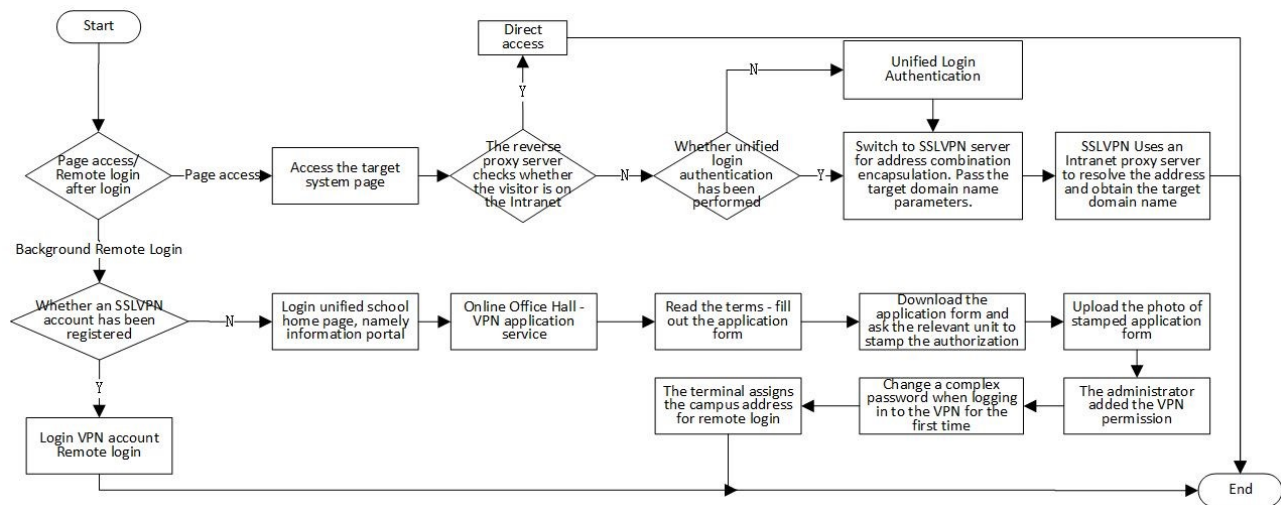 Start
Direct
access
Unified Login
Authentication
Y
N
Page access/
Remote login
after login
Page access
Access the target
system page
The reverse
proxy server
checks whether
the visitor is on
the Intranet
N
Whether unified
login
authentication
has been
performed
Y
Switch to SSLVPN server
for address combination
encapsulation. Pass the
target domain name
parameters.
SSLVPN Uses an
Intranet proxy server
to resolve the address
and obtain the target
domain name
Background Remote Login
Whether an SSLVPN
account has been
registered
N
Login unified school
home page, namely
information portal
Online Office Hall -
VPN application
service
Read the terms - fill
out the application
form
Download the
application form and
ask the relevant unit to
stamp the authorization
Upload the photo of
stamped application
form
Y
The terminal assigns
the campus address
for remote login
Change a complex
password when logging
in to the VPN for the
first time
The administrator
added the VPN
permission
Login VPN account
Remote login
End